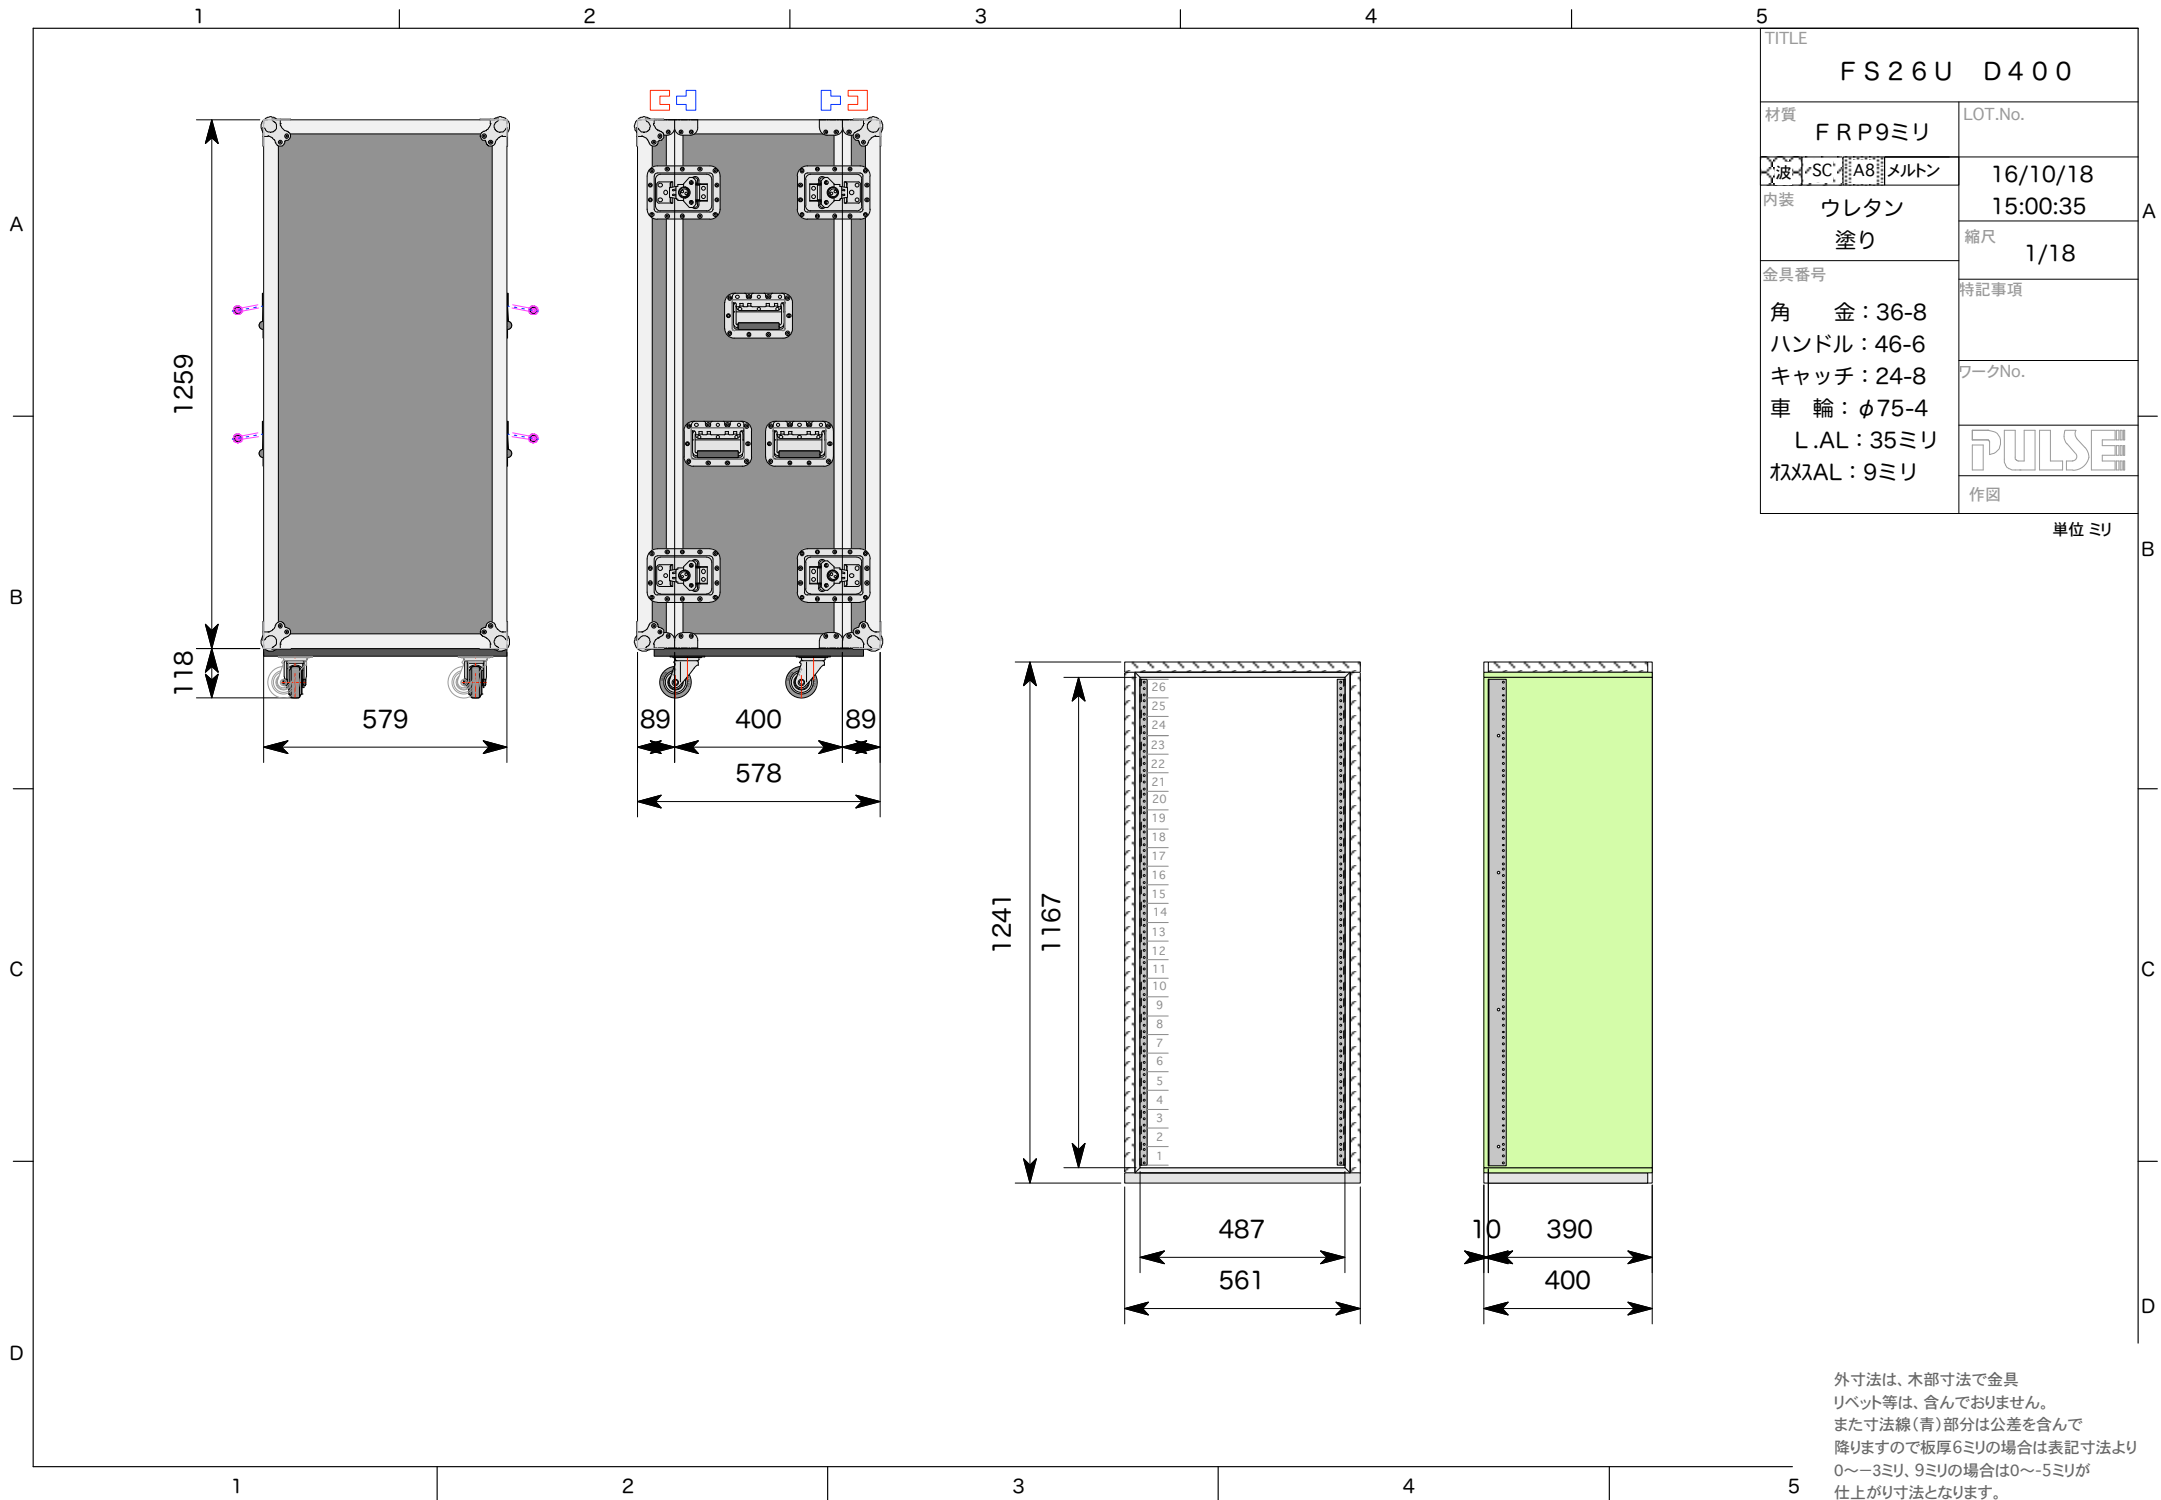 1 2 3 4 5
TITLE
FS26U D400
材質
FRP9ミリ
LOT.No.
波 SC A8 メルトン
16/10/18
15:00:35
内装
ウレタン
塗り
縮尺
1/18
金具番号
特記事項
角 金：36-8
ハンドル：46-6
キャッチ：24-8
車 輪：φ75-4
L.AL：35ミリ
ｵｽﾒｽAL：9ミリ
ワークNo.
PULSE
作図
単位 ミリ
A
A
B
B
C
C
D
D
1259
118
579
89
400
89
578
26
25
24
23
22
21
20
19
18
17
16
15
14
13
12
11
10
9
8
7
6
5
4
3
2
1
1241
1167
487
561
10
390
400
外寸法は、木部寸法で金具
リベット等は、含んでおりません。
また寸法線（青）部分は公差を含んで
降りますので板厚6ミリの場合は表記寸法より
0〜−3ミリ、9ミリの場合は0〜-5ミリが
仕上がり寸法となります。
1 2 3 4 5